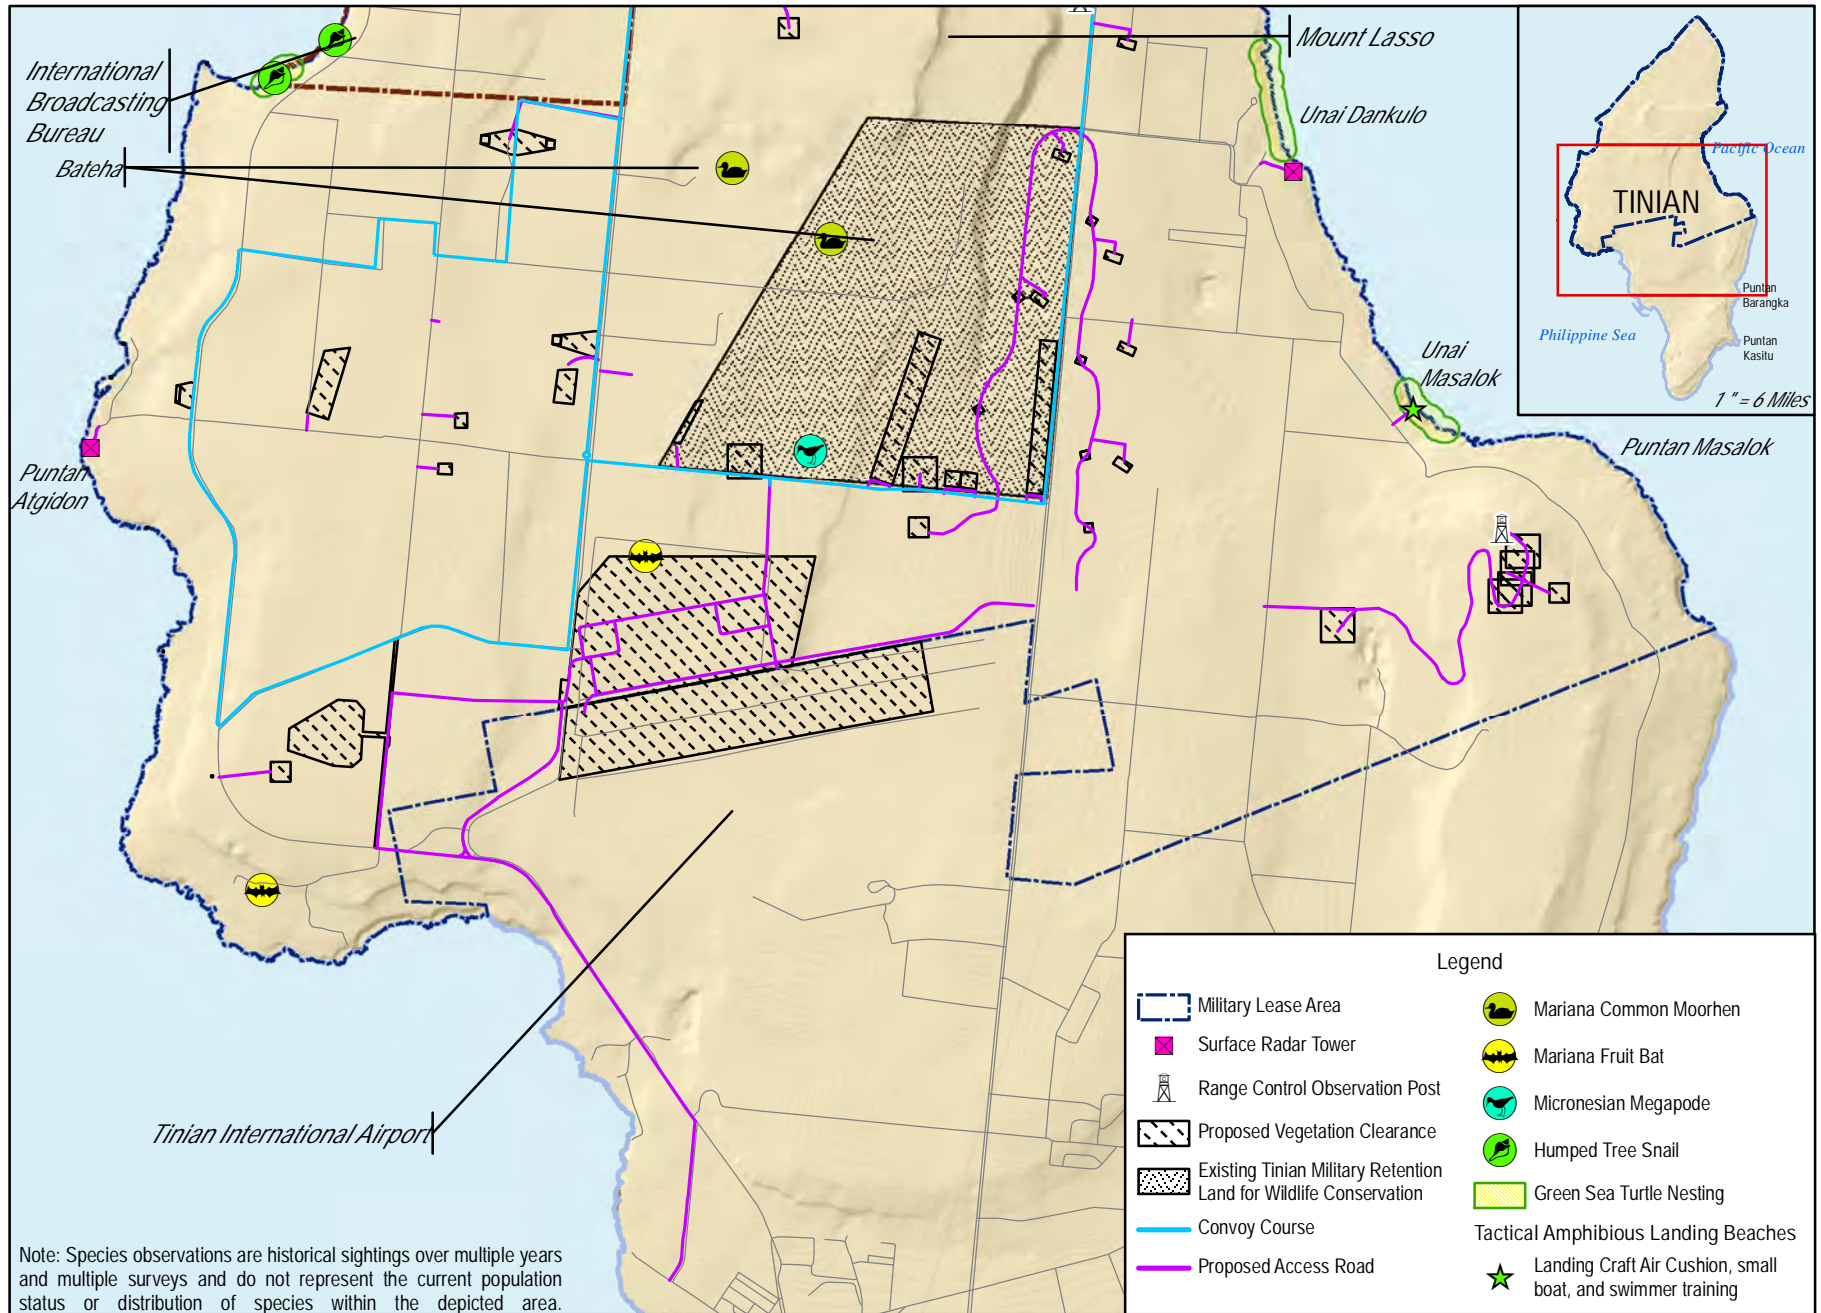 International
Broadcasting
Bureau
Bateha
Mount Lasso
Unai Dankulo
Unai
Masalok
Puntan Masalok
Puntan
Atgidon
Tinian International Airport
Pacific Ocean
TINIAN
Puntan
Barangka
Philippine Sea
Puntan
Kasitu
1 " = 6 Miles
Legend
Military Lease Area
Surface Radar Tower
Range Control Observation Post
Proposed Vegetation Clearance
Existing Tinian Military Retention
Land for Wildlife Conservation
Convoy Course
Proposed Access Road
Mariana Common Moorhen
Mariana Fruit Bat
Micronesian Megapode
Humped Tree Snail
Green Sea Turtle Nesting
Tactical Amphibious Landing Beaches
Landing Craft Air Cushion, small
boat, and swimmer training
Note: Species observations are historical sightings over multiple years
and multiple surveys and do not represent the current population
status or distribution of species within the depicted area.